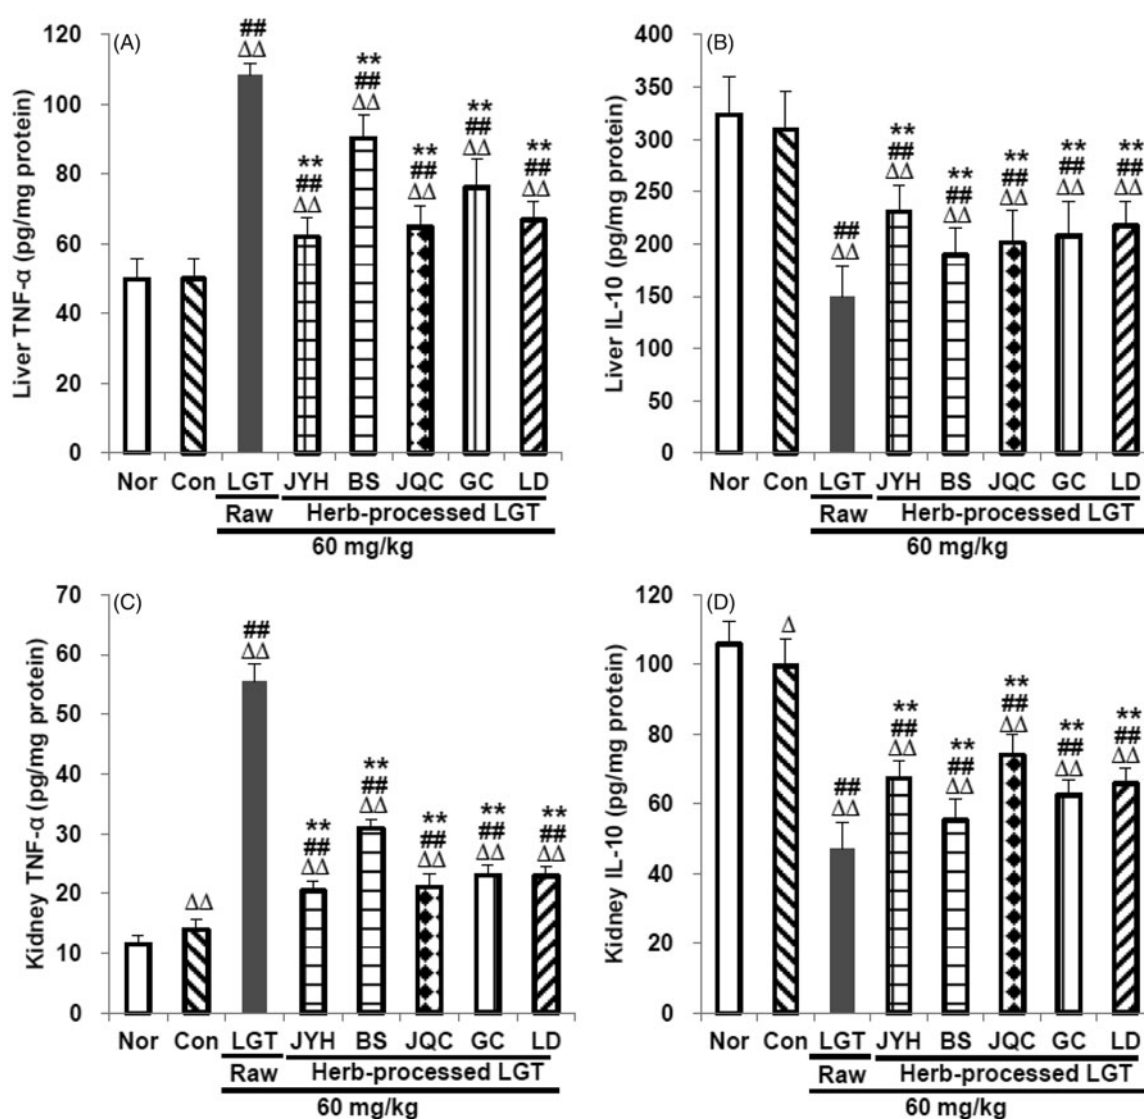 (A)
Liver TNF-α (pg/mg protein)
120
100
80
60
40
20
0
##
ΔΔ
**
##
ΔΔ
**
##
ΔΔ
**
##
ΔΔ
**
##
ΔΔ
**
##
ΔΔ
Nor Con LGT JYH BS JQC GC LD
Raw Herb-processed LGT
60 mg/kg
(B)
Liver IL-10 (pg/mg protein)
400
350
300
250
200
150
100
50
0
##
ΔΔ
**
##
ΔΔ
**
##
ΔΔ
**
##
ΔΔ
**
##
ΔΔ
**
##
ΔΔ
Nor Con LGT JYH BS JQC GC LD
Raw Herb-processed LGT
60 mg/kg
(C)
Kidney TNF-α (pg/mg protein)
70
60
50
40
30
20
10
0
ΔΔ
##
ΔΔ
**
##
ΔΔ
**
##
ΔΔ
**
##
ΔΔ
**
##
ΔΔ
**
##
ΔΔ
Nor Con LGT JYH BS JQC GC LD
Raw Herb-processed LGT
60 mg/kg
(D)
Kidney IL-10 (pg/mg protein)
120
100
80
60
40
20
0
Δ
##
ΔΔ
**
##
ΔΔ
**
##
ΔΔ
**
##
ΔΔ
**
##
ΔΔ
**
##
ΔΔ
Nor Con LGT JYH BS JQC GC LD
Raw Herb-processed LGT
60 mg/kg